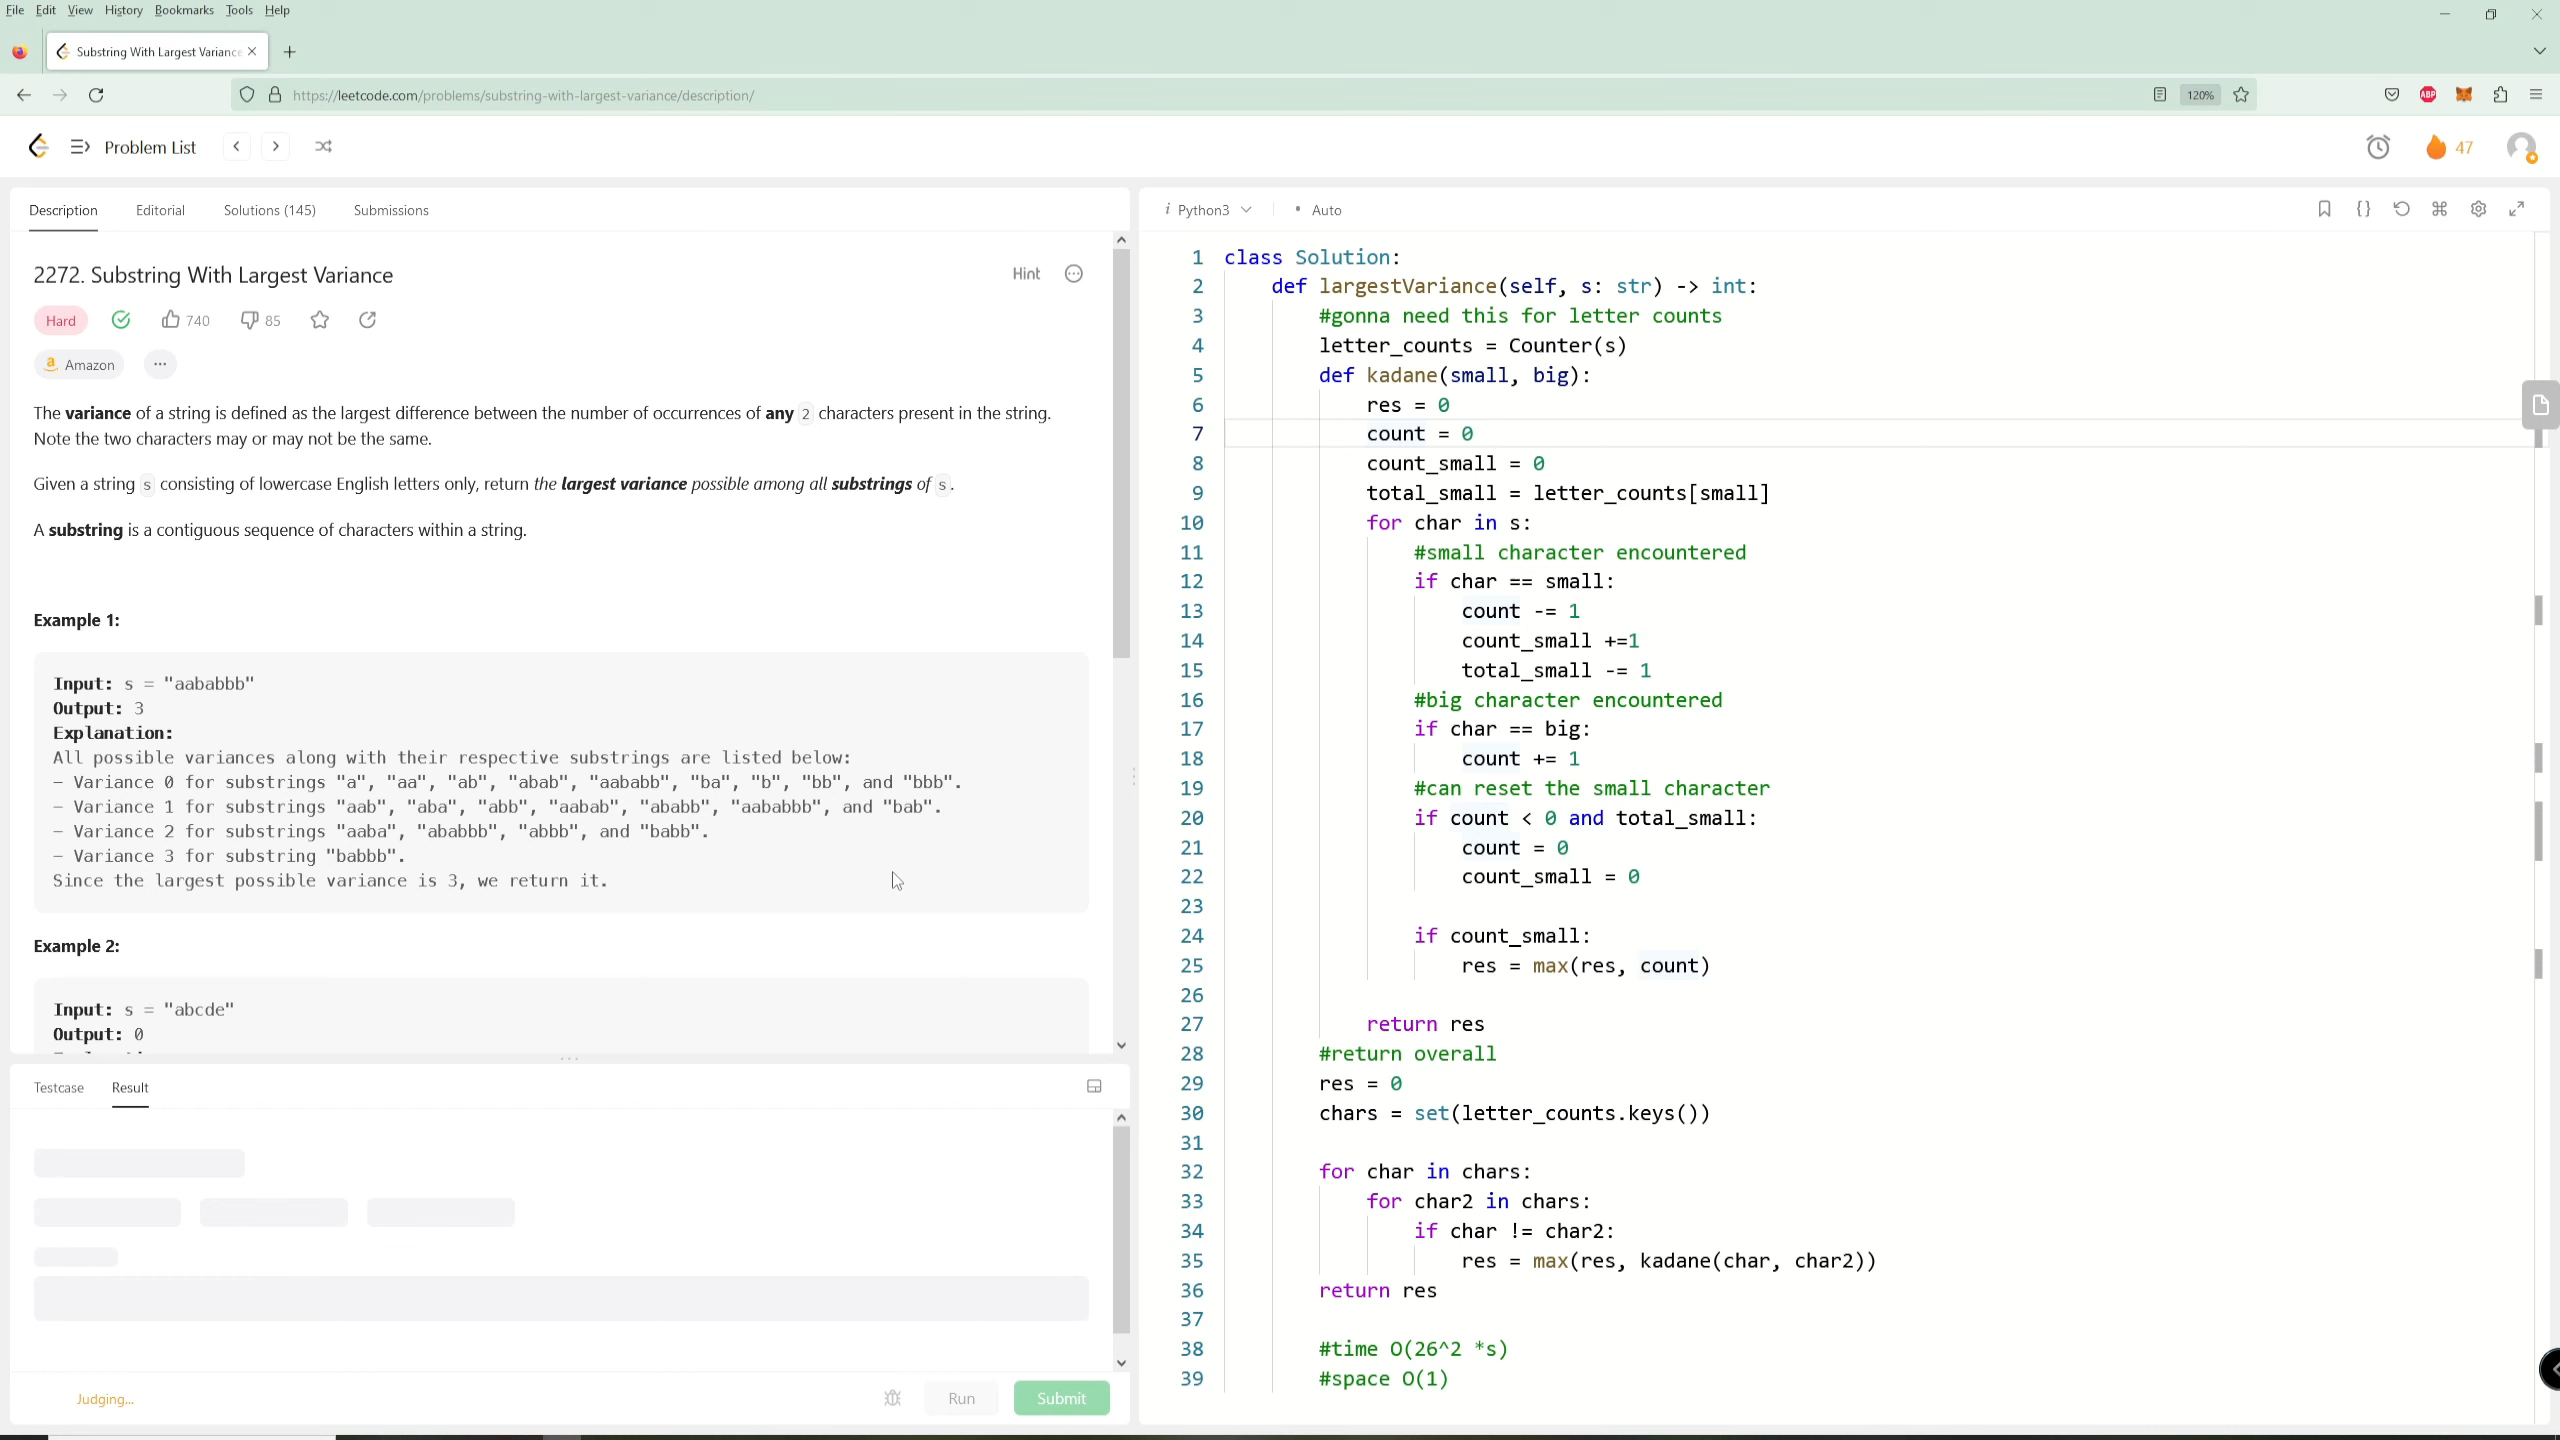 File Edit View History Bookmarks Tools Help
Substring With Largest Variance
https://leetcode.com/problems/substring-with-largest-variance/description/
120%
ABP
Problem List
47
Description Editorial Solutions (145) Submissions
2272. Substring With Largest Variance
Hint
Hard 740 85
Amazon
The variance of a string is defined as the largest difference between the number of occurrences of any 2 characters present in the string.
Note the two characters may or may not be the same.
Given a string s consisting of lowercase English letters only, return the largest variance possible among all substrings of s.
A substring is a contiguous sequence of characters within a string.
Example 1:
Input: s = "aababbb"
Output: 3
Explanation:
All possible variances along with their respective substrings are listed below:
- Variance 0 for substrings "a", "aa", "ab", "abab", "aababb", "ba", "b", "bb", and "bbb".
- Variance 1 for substrings "aab", "aba", "abb", "aabab", "ababb", "aababbb", and "bab".
- Variance 2 for substrings "aaba", "ababbb", "abbb", and "babb".
- Variance 3 for substring "babbb".
Since the largest possible variance is 3, we return it.
Example 2:
Input: s = "abcde"
Output: 0
Testcase Result
Judging...
Run
Submit
i Python3
• Auto
{}
1 class Solution:
2 def largestVariance(self, s: str) -> int:
3 #gonna need this for letter counts
4 letter_counts = Counter(s)
5 def kadane(small, big):
6 res = 0
7 count = 0
8 count_small = 0
9 total_small = letter_counts[small]
10 for char in s:
11 #small character encountered
12 if char == small:
13 count -= 1
14 count_small +=1
15 total_small -= 1
16 #big character encountered
17 if char == big:
18 count += 1
19 #can reset the small character
20 if count < 0 and total_small:
21 count = 0
22 count_small = 0
23
24 if count_small:
25 res = max(res, count)
26
27 return res
28 #return overall
29 res = 0
30 chars = set(letter_counts.keys())
31
32 for char in chars:
33 for char2 in chars:
34 if char != char2:
35 res = max(res, kadane(char, char2))
36 return res
37
38 #time O(26^2 *s)
39 #space O(1)